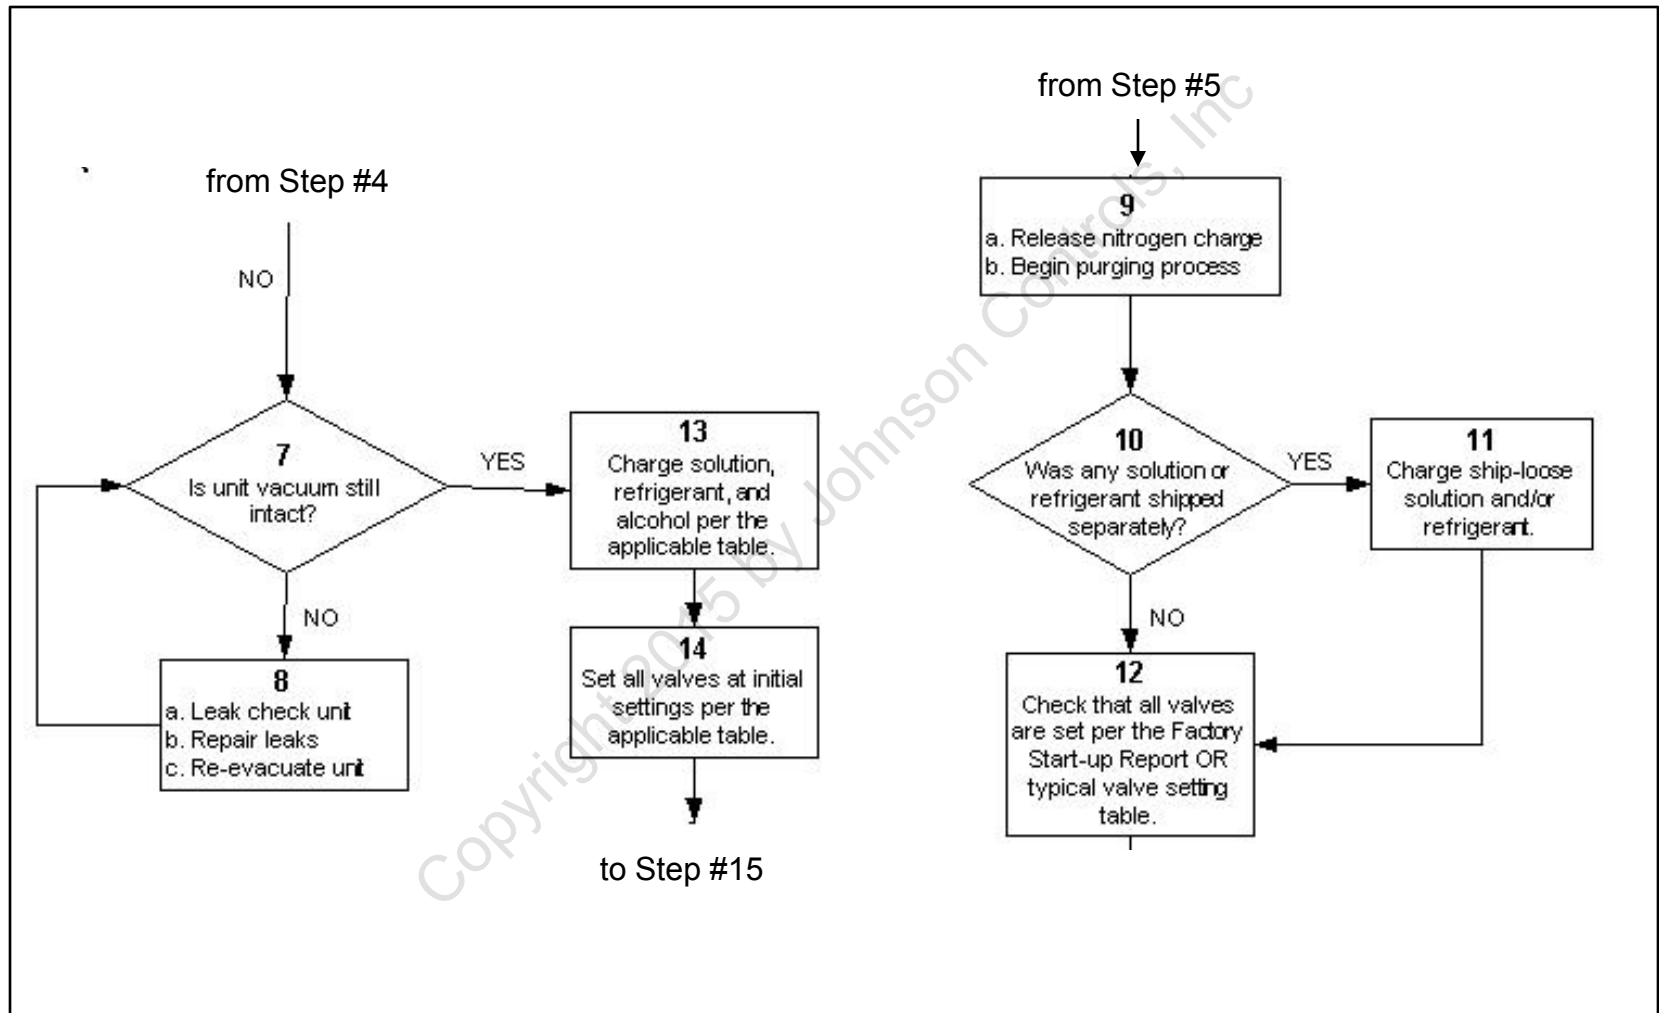 from Step #4
NO
7
Is unit vacuum still
intact?
YES
NO
8
a. Leak check unit
b. Repair leaks
c. Re-evacuate unit
13
Charge solution,
refrigerant, and
alcohol per the
applicable table.
14
Set all valves at initial
settings per the
applicable table.
to Step #15
from Step #5
9
a. Release nitrogen charge
b. Begin purging process
10
Was any solution or
refrigerant shipped
separately?
YES
NO
11
Charge ship-loose
solution and/or
refrigerant.
12
Check that all valves
are set per the Factory
Start-up Report OR
typical valve setting
table.
Copyright 2015 by Johnson Controls, Inc